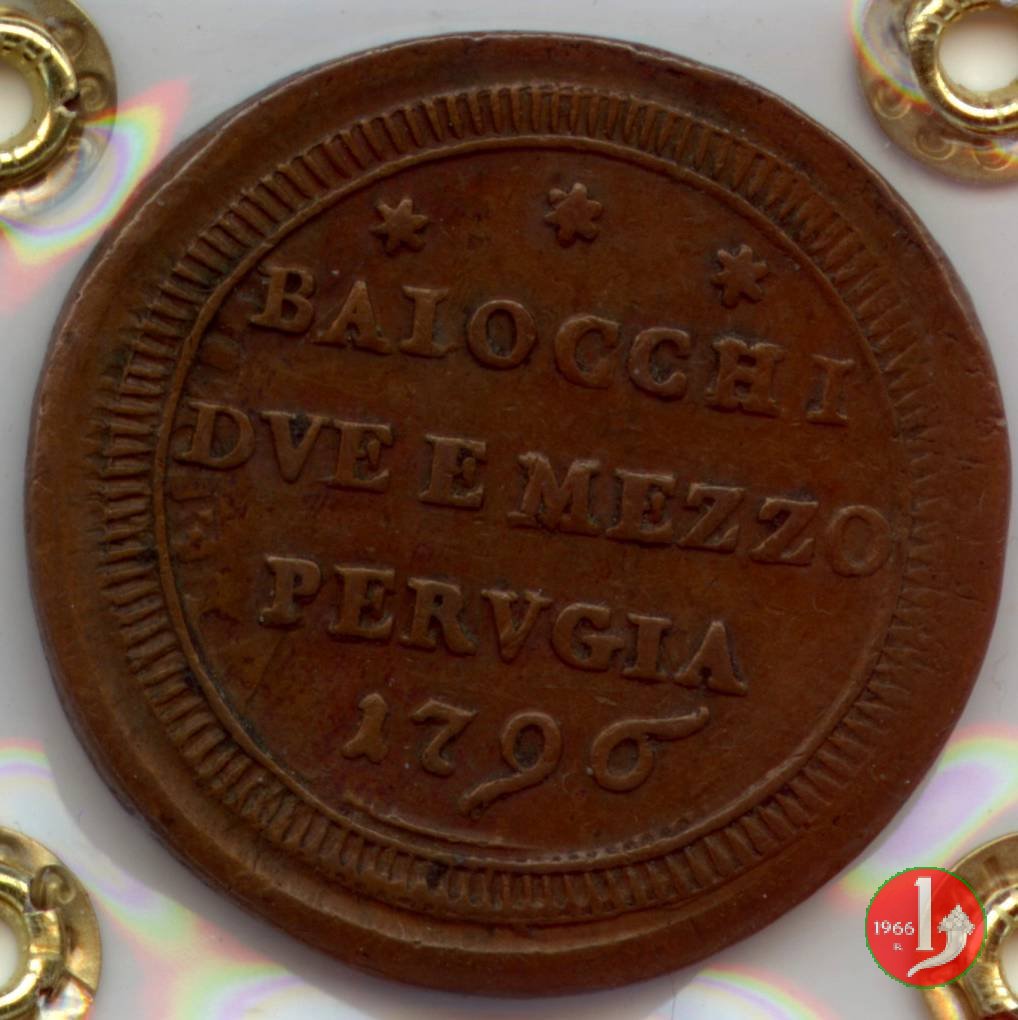 BAIOCCHI
DVE E MEZZO
PERVGIA
1796
1966
R